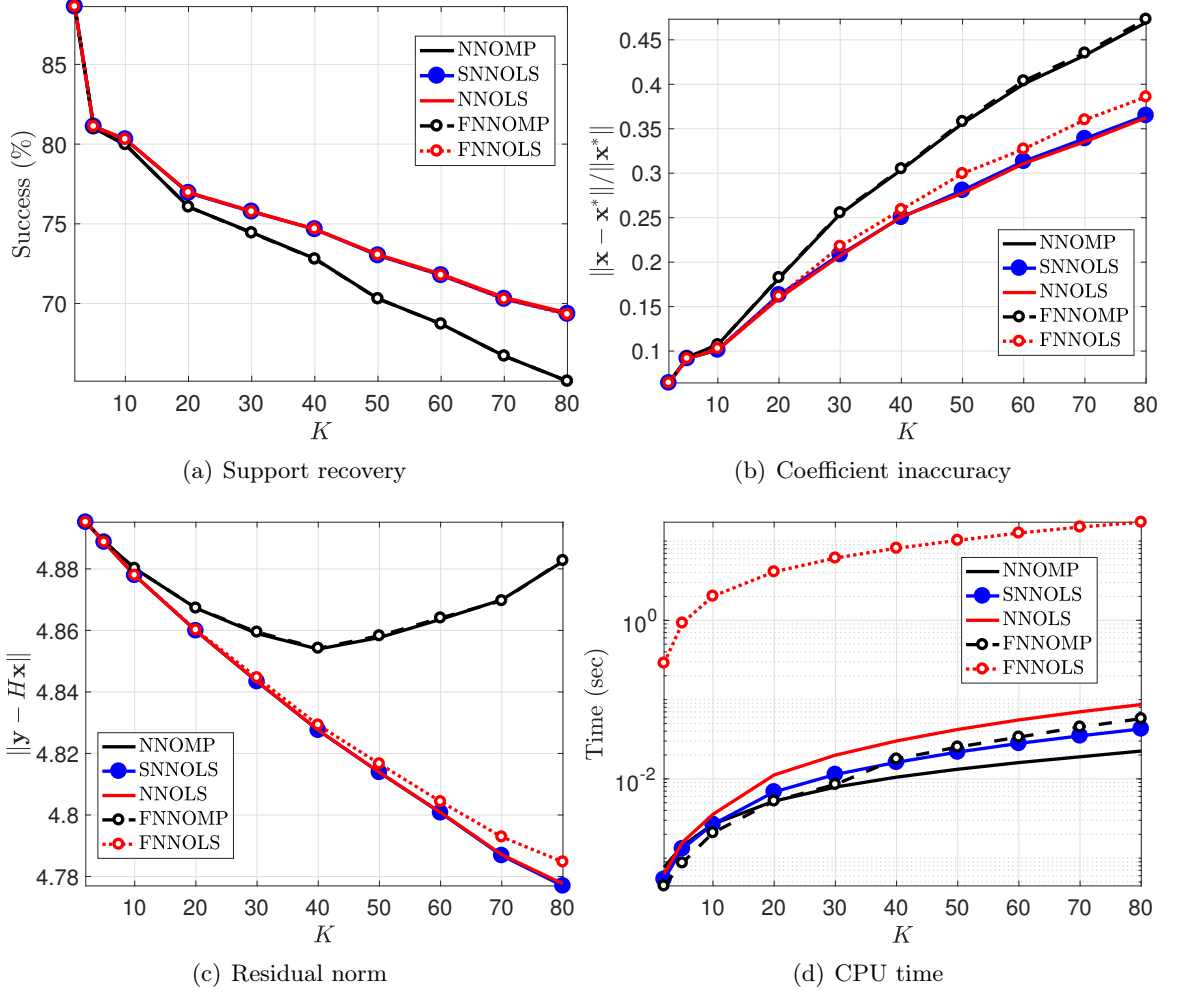 85
80
75
70
Success (%)
NNOMP
SNNOLS
NNOLS
FNNOMP
FNNOLS
10 20 30 40 50 60 70 80
K
(a) Support recovery
0.45
0.4
0.35
0.3
0.25
0.2
0.15
0.1
‖x − x*‖/‖x*‖
NNOMP
SNNOLS
NNOLS
FNNOMP
FNNOLS
10 20 30 40 50 60 70 80
K
(b) Coefficient inaccuracy
4.88
4.86
4.84
4.82
4.8
4.78
‖y − Hx‖
NNOMP
SNNOLS
NNOLS
FNNOMP
FNNOLS
10 20 30 40 50 60 70 80
K
(c) Residual norm
10⁰
10⁻²
Time (sec)
NNOMP
SNNOLS
NNOLS
FNNOMP
FNNOLS
10 20 30 40 50 60 70 80
K
(d) CPU time